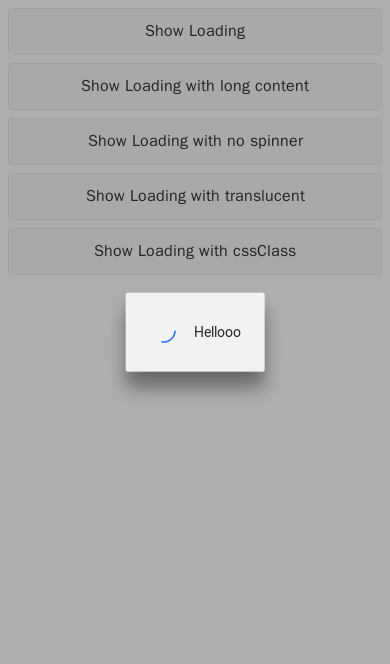 Show Loading
Show Loading with long content
Show Loading with no spinner
Show Loading with translucent
Show Loading with cssClass
Hellooo